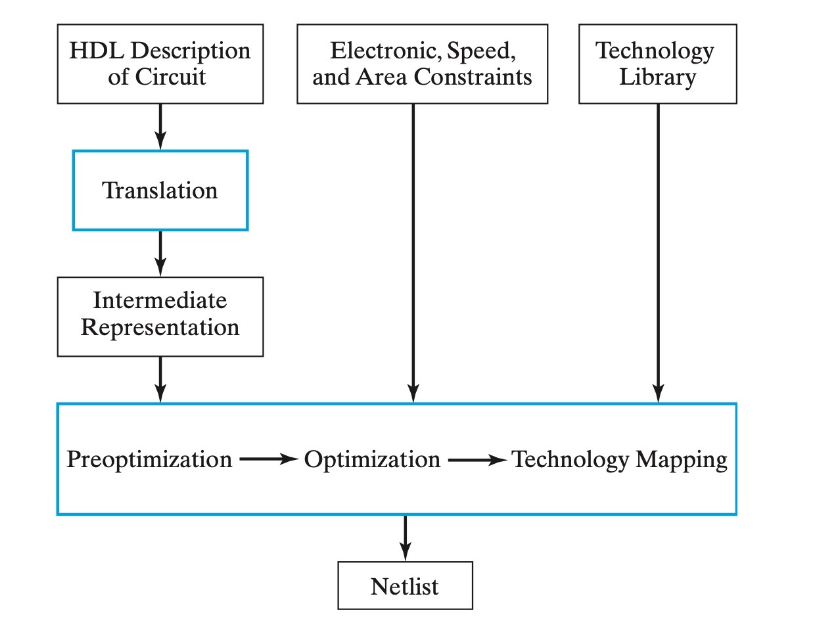 HDL Description
of Circuit
Electronic, Speed,
and Area Constraints
Technology
Library
Translation
Intermediate
Representation
Preoptimization
Optimization
Technology Mapping
Netlist